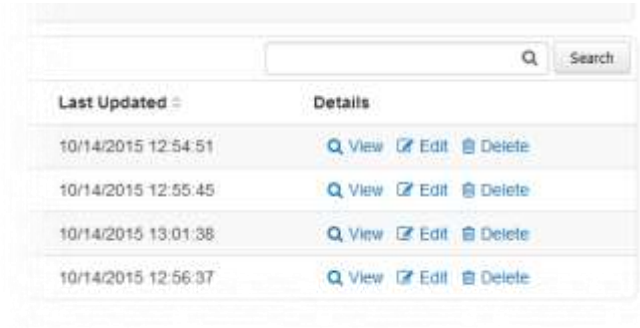 Search
Last Updated Details
10/14/2015 12:54:51 View Edit Delete
10/14/2015 12:55:45 View Edit Delete
10/14/2015 13:01:38 View Edit Delete
10/14/2015 12:56:37 View Edit Delete